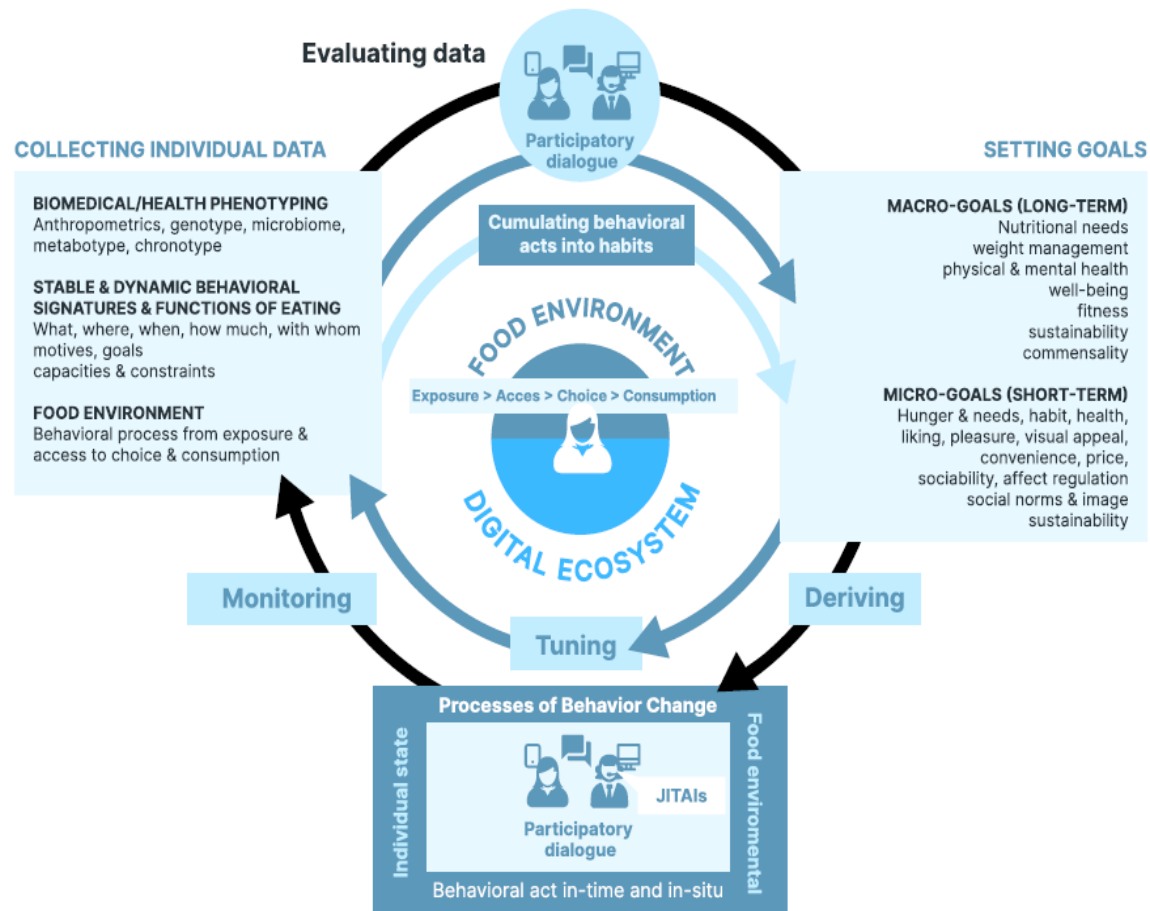 Evaluating data
Participatory
dialogue
COLLECTING INDIVIDUAL DATA
BIOMEDICAL/HEALTH PHENOTYPING
Anthropometrics, genotype, microbiome,
metabotype, chronotype
STABLE & DYNAMIC BEHAVIORAL
SIGNATURES & FUNCTIONS OF EATING
What, where, when, how much, with whom
motives, goals
capacities & constraints
FOOD ENVIRONMENT
Behavioral process from exposure &
access to choice & consumption
Cumulating behavioral
acts into habits
FOOD ENVIRONMENT
Exposure > Acces > Choice > Consumption
DIGITAL ECOSYSTEM
SETTING GOALS
MACRO-GOALS (LONG-TERM)
Nutritional needs
weight management
physical & mental health
well-being
fitness
sustainability
commensality
MICRO-GOALS (SHORT-TERM)
Hunger & needs, habit, health,
liking, pleasure, visual appeal,
convenience, price,
sociability, affect regulation
social norms & image
sustainability
Monitoring
Tuning
Deriving
Processes of Behavior Change
Individual state
JITAIs
Participatory
dialogue
Food enviromental
Behavioral act in-time and in-situ